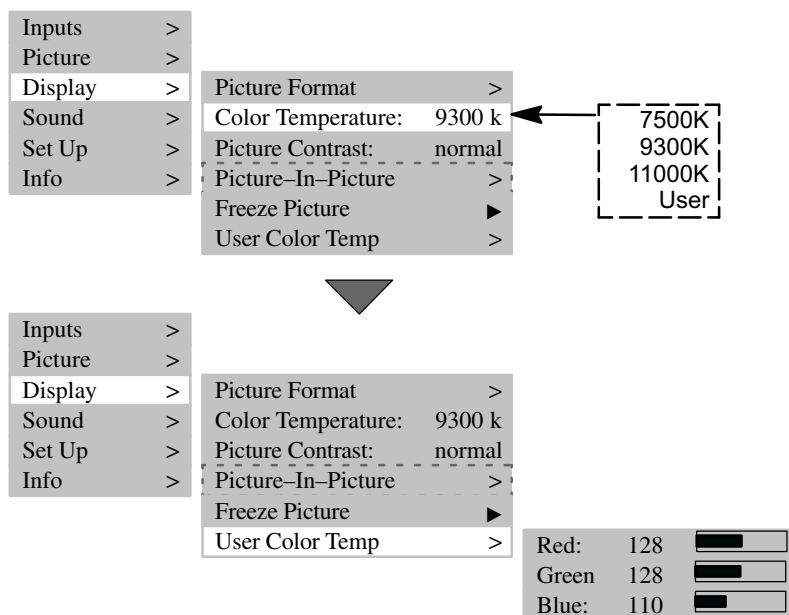 Inputs >
Picture >
Display >
Sound >
Set Up >
Info >
Picture Format >
Color Temperature: 9300 k
Picture Contrast: normal
Picture–In–Picture >
Freeze Picture ▶
User Color Temp >
7500K
9300K
11000K
User
Inputs >
Picture >
Display >
Sound >
Set Up >
Info >
Picture Format >
Color Temperature: 9300 k
Picture Contrast: normal
Picture–In–Picture >
Freeze Picture ▶
User Color Temp >
Red: 128
Green 128
Blue: 110